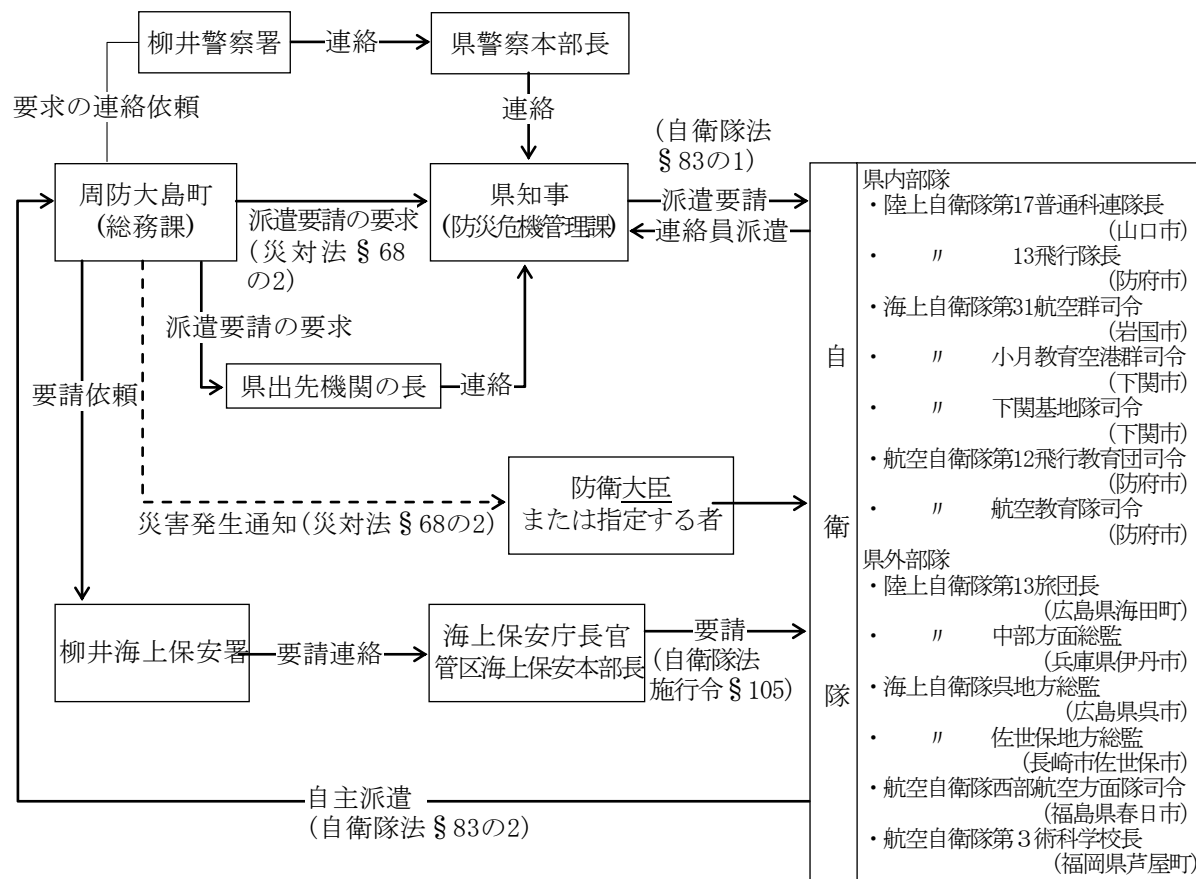 柳井警察署
連絡
県警察本部長
要求の連絡依頼
連絡
(自衛隊法
§83の1)
周防大島町
(総務課)
派遣要請の要求
(災対法§68
の2)
県知事
(防災危機管理課)
派遣要請
連絡員派遣
派遣要請の要求
県出先機関の長
連絡
要請依頼
防衛大臣
または指定する者
災害発生通知(災対法§68の2)
柳井海上保安署
要請連絡
海上保安庁長官
管区海上保安本部長
要請
(自衛隊法
施行令§105)
自主派遣
(自衛隊法§83の2)
自
衛
隊
県内部隊
・陸上自衛隊第17普通科連隊長
(山口市)
・ 〃 13飛行隊長
(防府市)
・海上自衛隊第31航空群司令
(岩国市)
・ 〃 小月教育空港群司令
(下関市)
・ 〃 下関基地隊司令
(下関市)
・航空自衛隊第12飛行教育団司令
(防府市)
・ 〃 航空教育隊司令
(防府市)
県外部隊
・陸上自衛隊第13旅団長
(広島県海田町)
・ 〃 中部方面総監
(兵庫県伊丹市)
・海上自衛隊呉地方総監
(広島県呉市)
・ 〃 佐世保地方総監
(長崎市佐世保市)
・航空自衛隊西部航空方面隊司令
(福島県春日市)
・航空自衛隊第３術科学校長
(福岡県芦屋町)